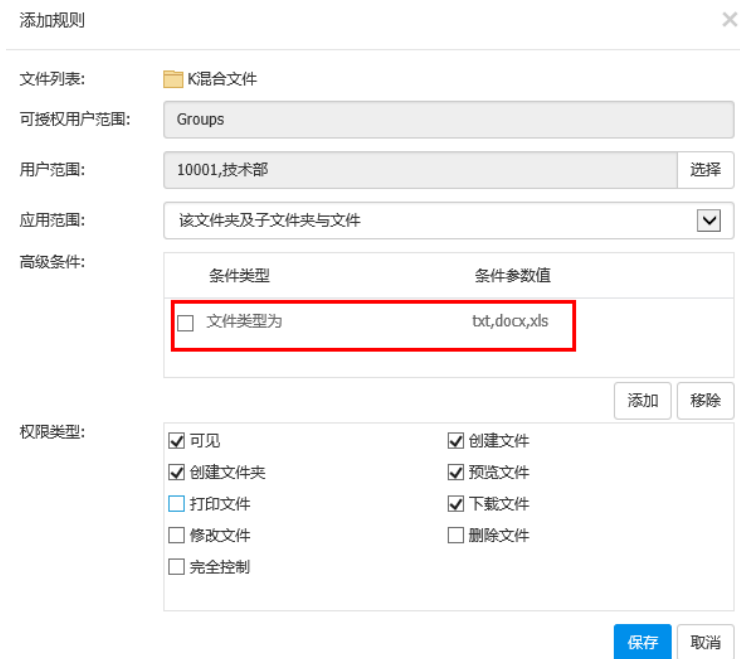 添加规则
文件列表: K混合文件
可授权用户范围: Groups
用户范围: 10001,技术部 选择
应用范围: 该文件夹及子文件夹与文件
高级条件:
条件类型 条件参数值
文件类型为 txt,docx,xls
添加 移除
权限类型:
可见 创建文件
创建文件夹 预览文件
打印文件 下载文件
修改文件 删除文件
完全控制
保存 取消